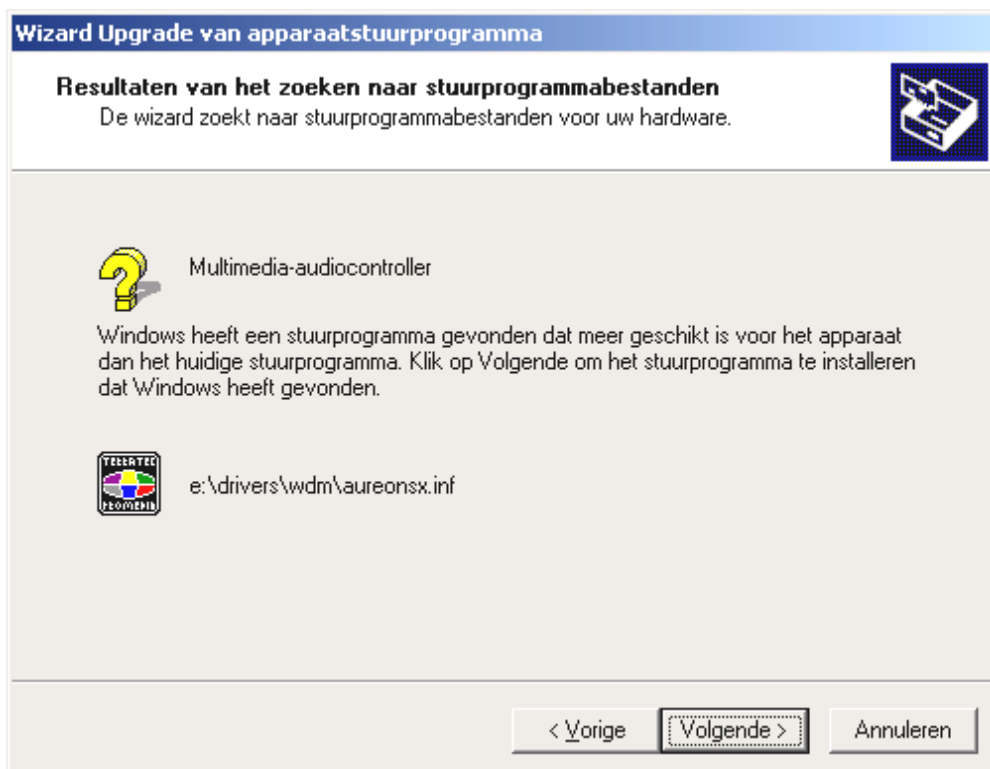 Wizard Upgrade van apparaatstuurprogramma
Resultaten van het zoeken naar stuurprogrammabestanden
De wizard zoekt naar stuurprogrammabestanden voor uw hardware.
Multimedia-audiocontroller
Windows heeft een stuurprogramma gevonden dat meer geschikt is voor het apparaat
dan het huidige stuurprogramma. Klik op Volgende om het stuurprogramma te installeren
dat Windows heeft gevonden.
TERRATEC
PROMEDIA
e:\drivers\wdm\aureonsx.inf
< Vorige
Volgende >
Annuleren